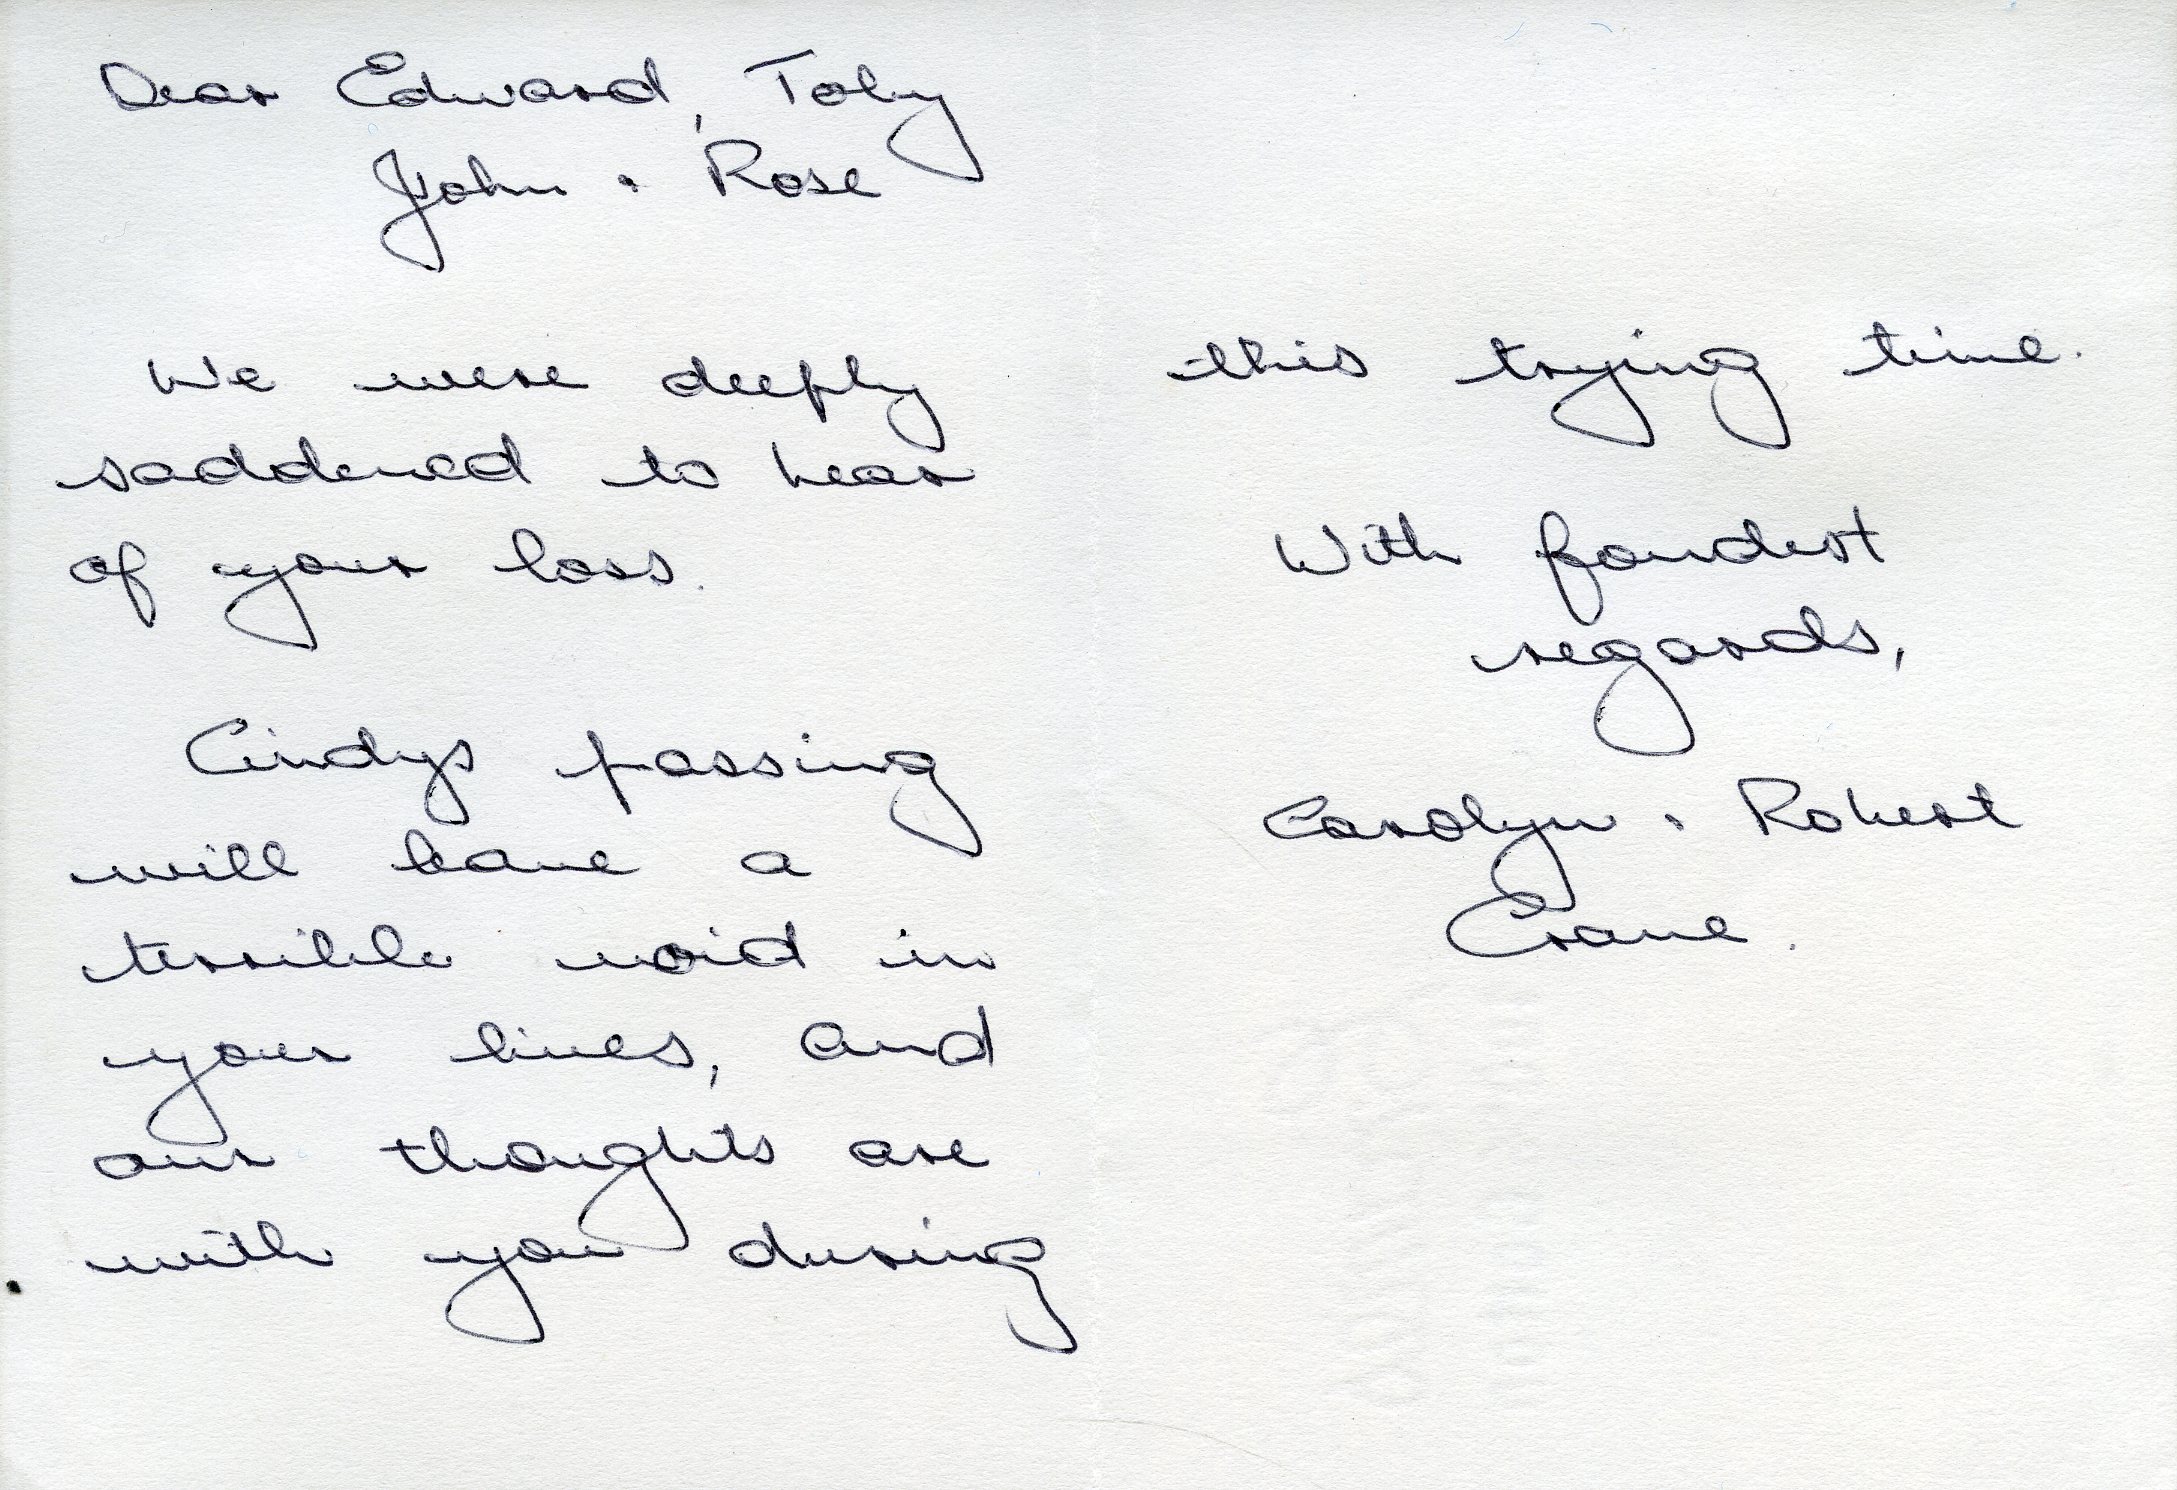 Dear Edward, Toby
John . Rose
We were deeply
saddened to hear
of your loss.
Cindys passing
will leave a
terrible void in
your lives, and
our thoughts are
with you during
this trying time.
With fondest
regards,
Carolyn . Robert
Crane.